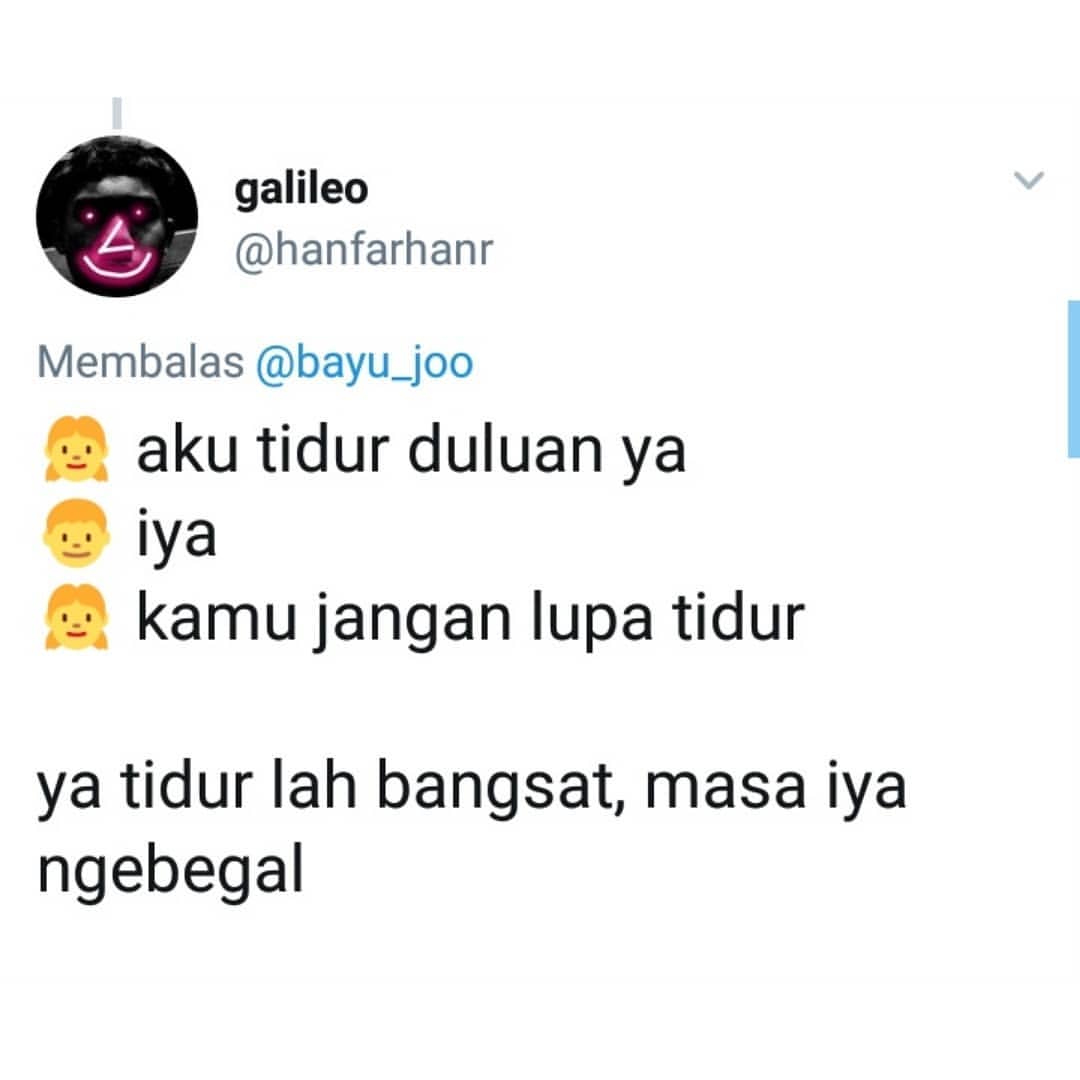 galileo
@hanfarhanr
Membalas @bayu_joo
👧 aku tidur duluan ya
👦 iya
👧 kamu jangan lupa tidur
ya tidur lah bangsat, masa iya
ngebegal